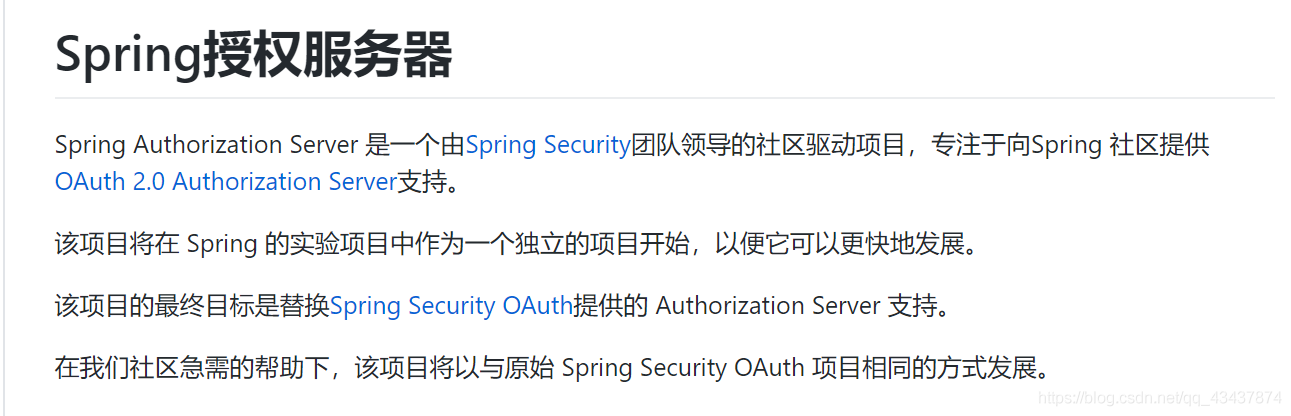 Spring授权服务器
Spring Authorization Server 是一个由Spring Security团队领导的社区驱动项目，专注于向Spring 社区提供
OAuth 2.0 Authorization Server支持。
该项目将在 Spring 的实验项目中作为一个独立的项目开始，以便它可以更快地发展。
该项目的最终目标是替换Spring Security OAuth提供的 Authorization Server 支持。
在我们社区急需的帮助下，该项目将以与原始 Spring Security OAuth 项目相同的方式发展。
https://blog.csdn.net/qq_43437874